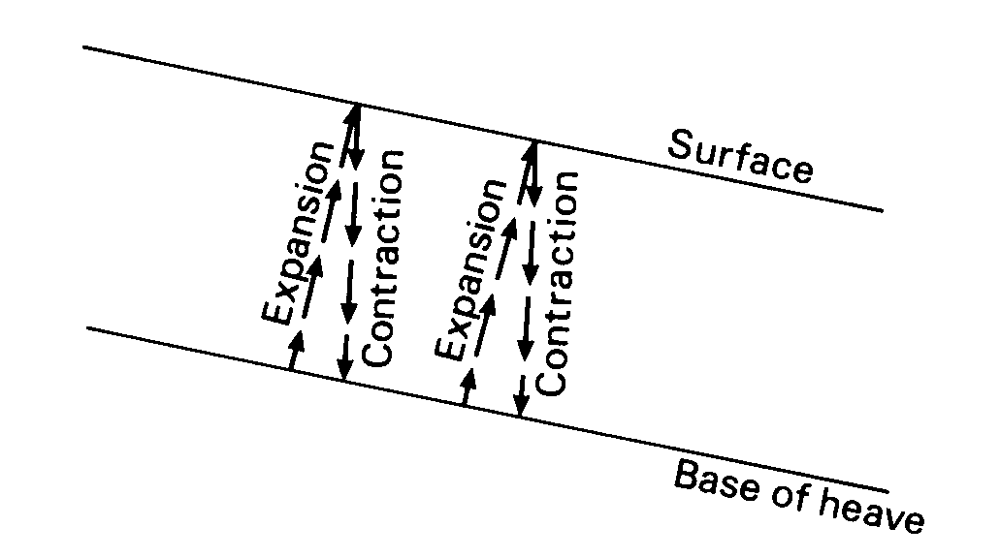 Surface
Expansion
Contraction
Expansion
Contraction
Base of heave